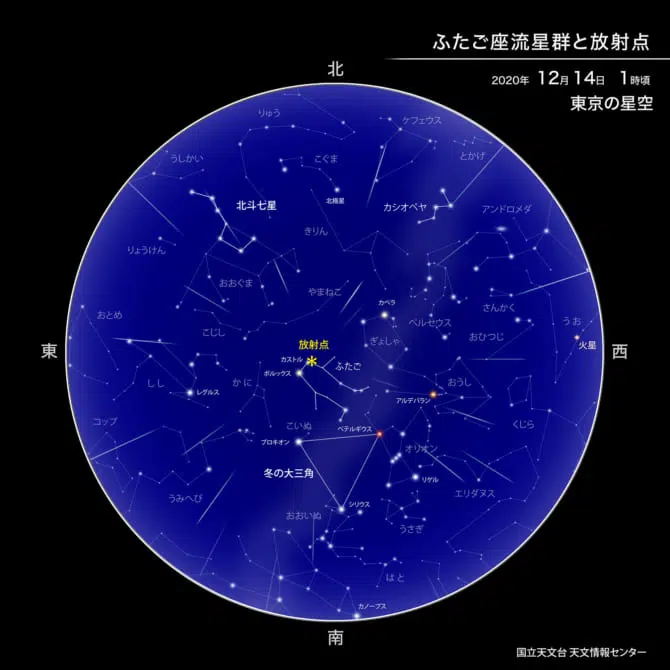 ふたご座流星群と放射点
2020年 12月14日 1時頃
東京の星空
北
りゅう
ケフェウス
うしかい
こぐま
とかげ
北極星
北斗七星
カシオペヤ
アンドロメダ
きりん
りょうけん
おおぐま
やまねこ
カペラ
さんかく
おとめ
ペルセウス
うお
こじし
ぎょしゃ
おひつじ
放射点
火星
東
西
カストル
ふたご
ポルックス
しし
かに
おうし
レグルス
アルデバラン
コップ
こいぬ
ベテルギウス
くじら
プロキオン
オリオン
冬の大三角
リゲル
うみへび
エリダヌス
シリウス
おおいぬ
うさぎ
はと
カノープス
南
国立天文台 天文情報センター